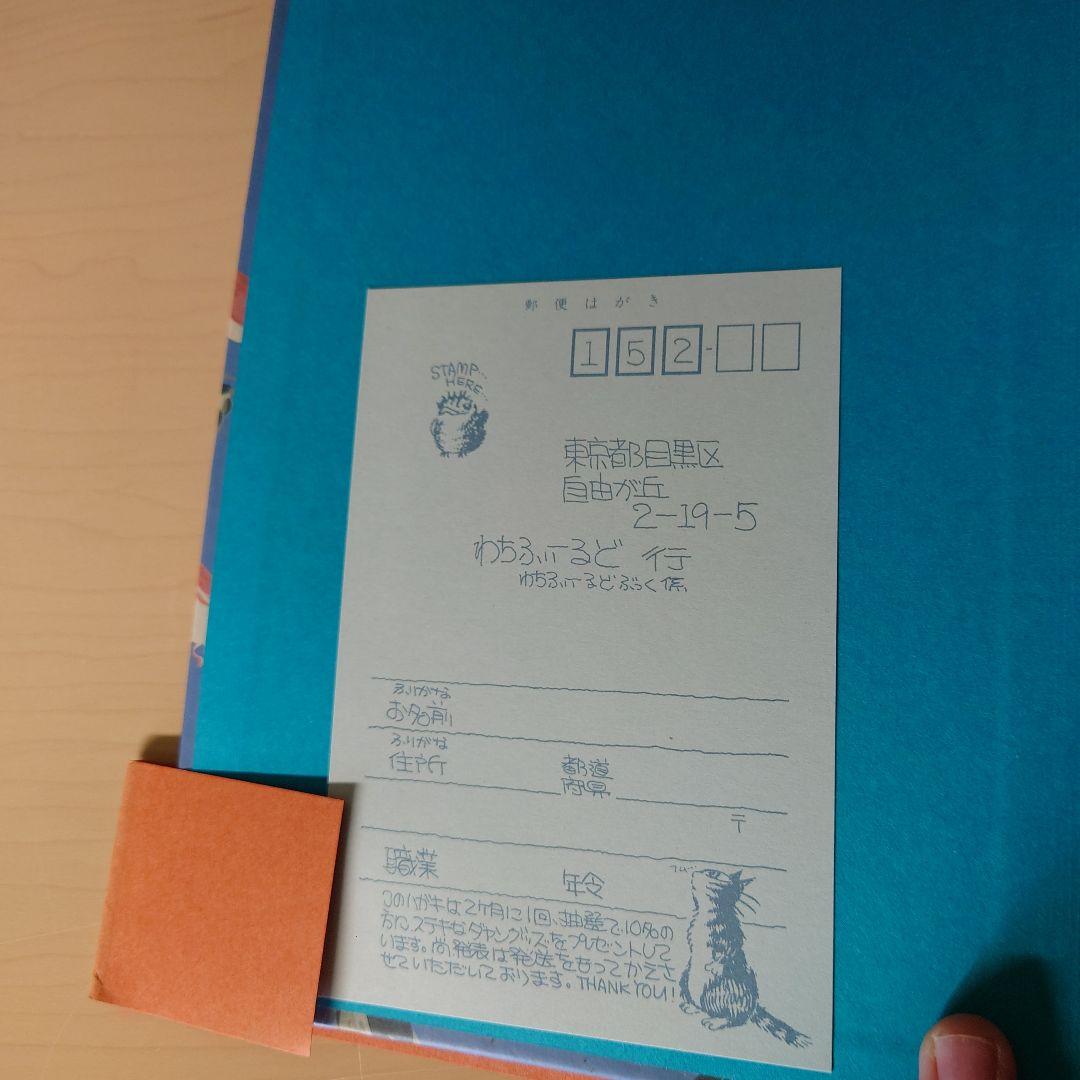 郵便はがき
152-
STAMP...
HERE...
東京都目黒区
自由が丘
2-19-5
わちふぃーるど 行
わちふぃーるどぶっく係
ふりがな
お名前
ふりがな
住所
都道
府県
〒
職業
年令
フムー
このハガキは2ヶ月に1回、抽選で、10名の
方に、ステキなダヤングッズをプレゼントして
います。尚、発表は発送をもってかえさ
せていただいております。THANK YOU!